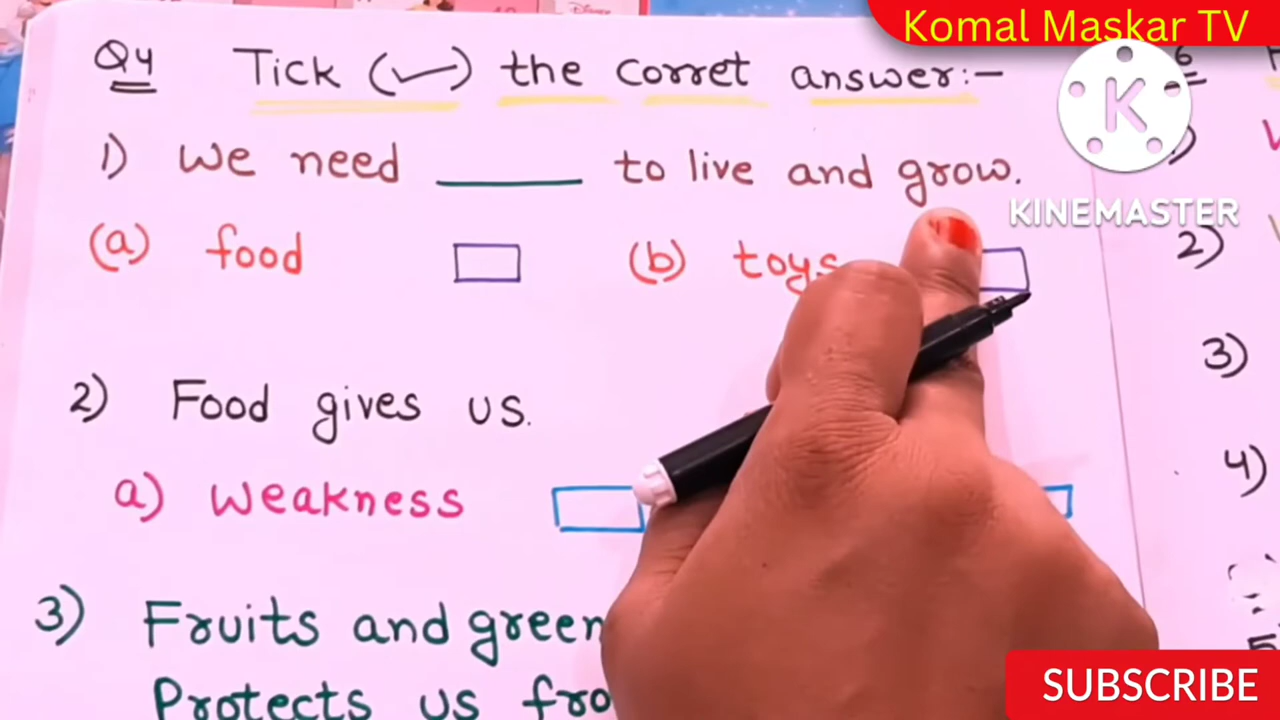 Komal Maskar TV
Q4 Tick (✓) the corret answer:-
1) We need ______ to live and grow.
KINEMASTER
(a) food (b) toys
2)
3)
2) Food gives us.
4)
a) Weakness
3) Fruits and green
Protects us fro
SUBSCRIBE